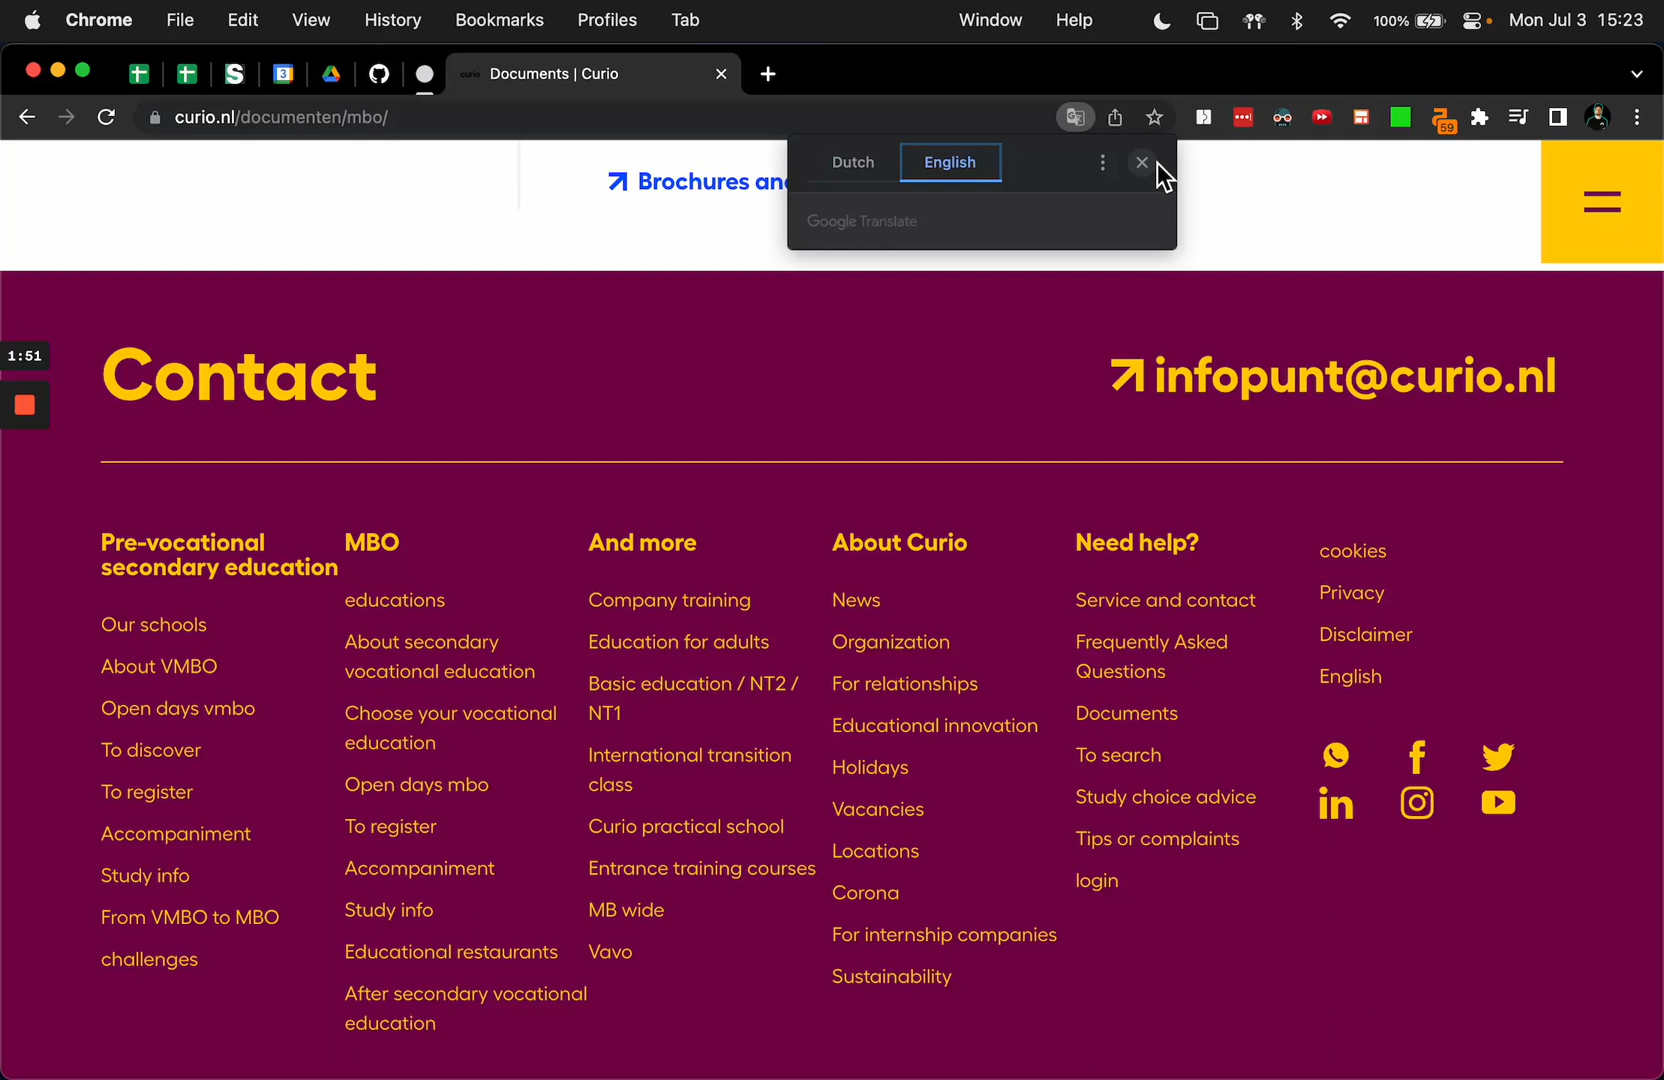 Chrome File Edit View History Bookmarks Profiles Tab Window Help 100% Mon Jul 3 15:23
3 curio Documents | Curio
curio.nl/documenten/mbo/ 59
Dutch English
Brochures an
Google Translate
1:51
Contact
infopunt@curio.nl
Pre-vocational
secondary education
Our schools
About VMBO
Open days vmbo
To discover
To register
Accompaniment
Study info
From VMBO to MBO
challenges
MBO
educations
About secondary
vocational education
Choose your vocational
education
Open days mbo
To register
Accompaniment
Study info
Educational restaurants
After secondary vocational
education
And more
Company training
Education for adults
Basic education / NT2 /
NT1
International transition
class
Curio practical school
Entrance training courses
MB wide
Vavo
About Curio
News
Organization
For relationships
Educational innovation
Holidays
Vacancies
Locations
Corona
For internship companies
Sustainability
Need help?
Service and contact
Frequently Asked
Questions
Documents
To search
Study choice advice
Tips or complaints
login
cookies
Privacy
Disclaimer
English